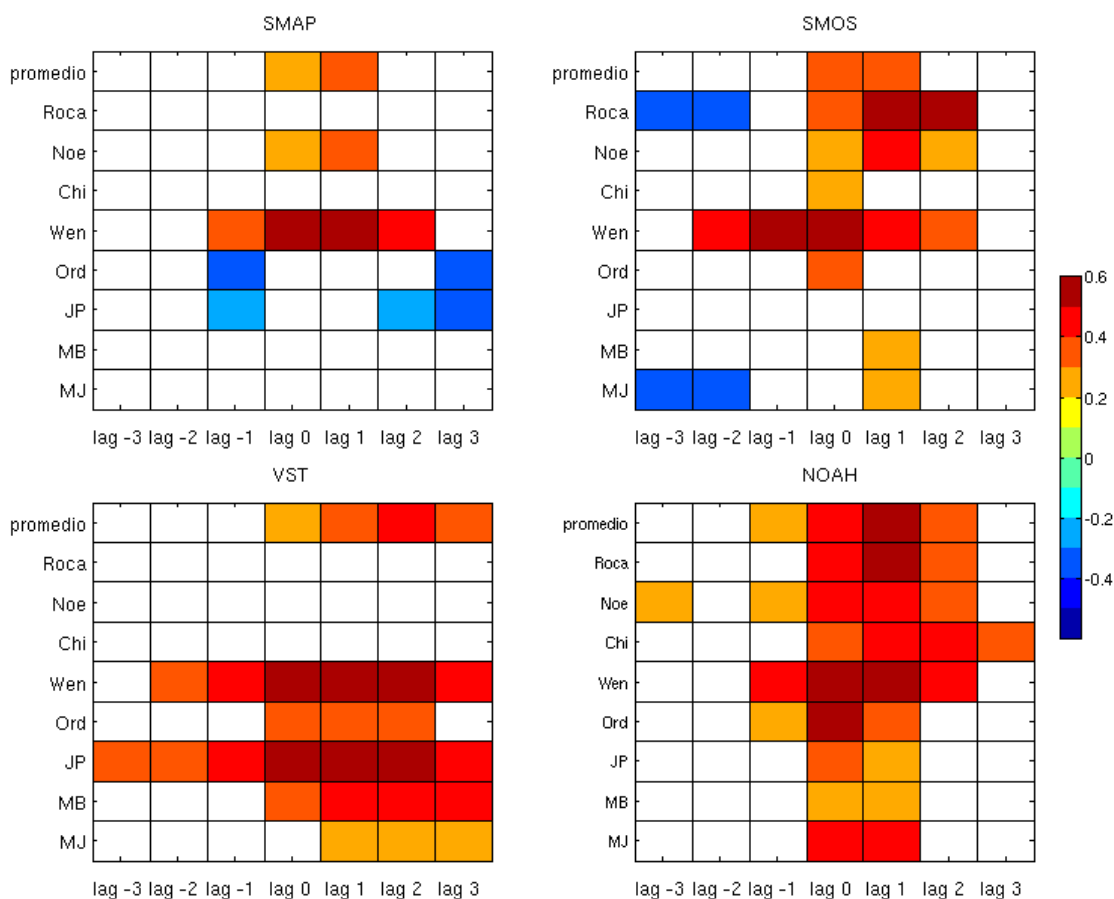 SMAP
promedio
Roca
Noe
Chi
Wen
Ord
JP
MB
MJ
lag -3 lag -2 lag -1 lag 0 lag 1 lag 2 lag 3
SMOS
promedio
Roca
Noe
Chi
Wen
Ord
JP
MB
MJ
lag -3 lag -2 lag -1 lag 0 lag 1 lag 2 lag 3
VST
promedio
Roca
Noe
Chi
Wen
Ord
JP
MB
MJ
lag -3 lag -2 lag -1 lag 0 lag 1 lag 2 lag 3
NOAH
promedio
Roca
Noe
Chi
Wen
Ord
JP
MB
MJ
lag -3 lag -2 lag -1 lag 0 lag 1 lag 2 lag 3
0.6
0.4
0.2
0
-0.2
-0.4